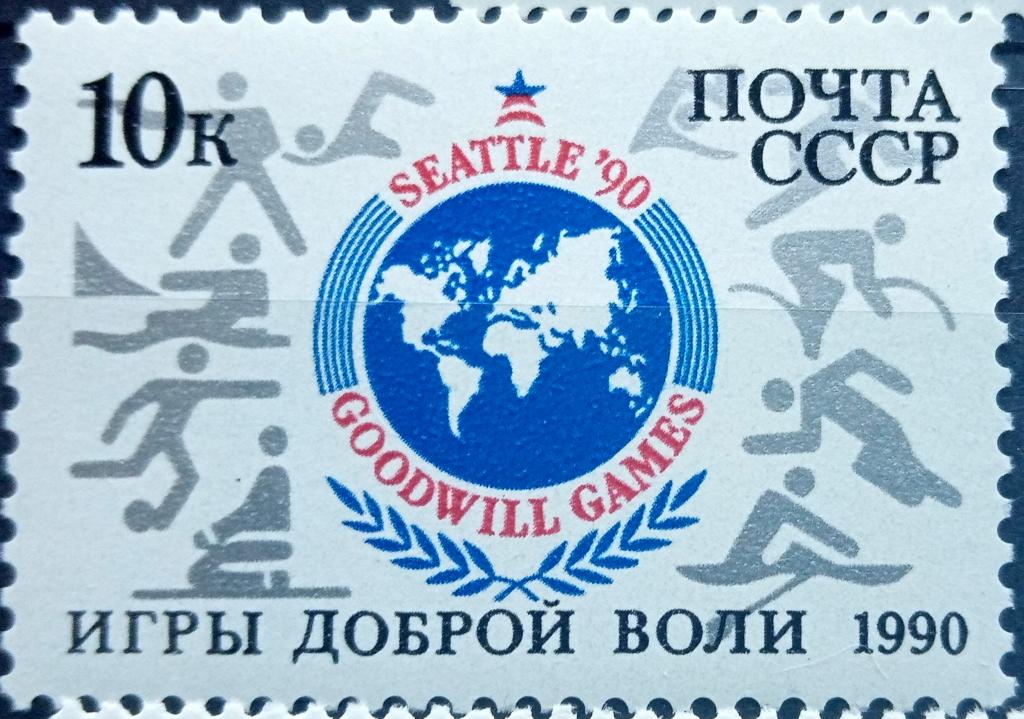 10к
ПОЧТА
СССР
SEATTLE '90
GOODWILL GAMES
ИГРЫ ДОБРОЙ ВОЛИ 1990